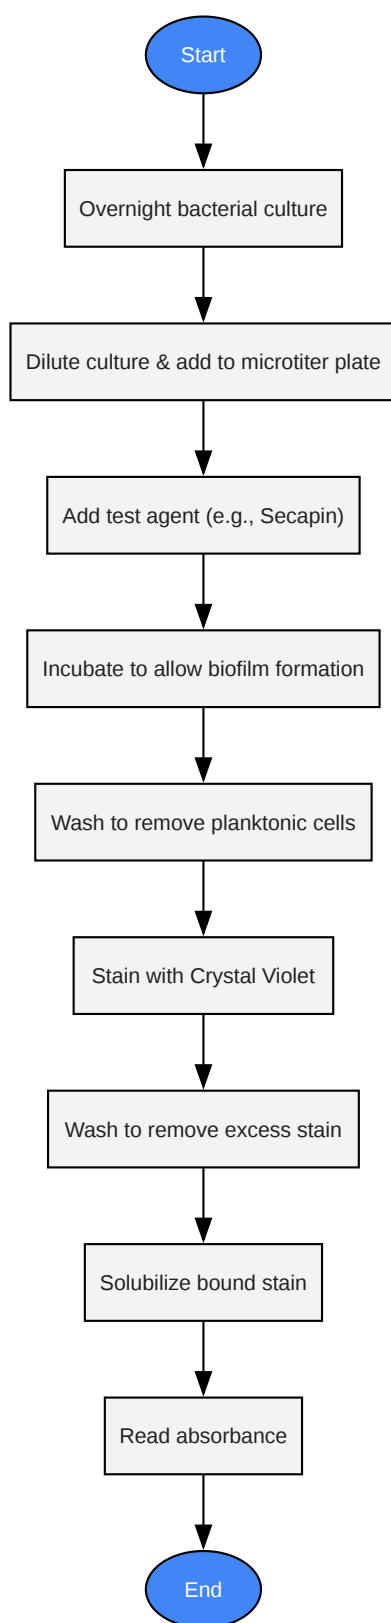 Start
Overnight bacterial culture
Dilute culture & add to microtiter plate
Add test agent (e.g., Secapin)
Incubate to allow biofilm formation
Wash to remove planktonic cells
Stain with Crystal Violet
Wash to remove excess stain
Solubilize bound stain
Read absorbance
End